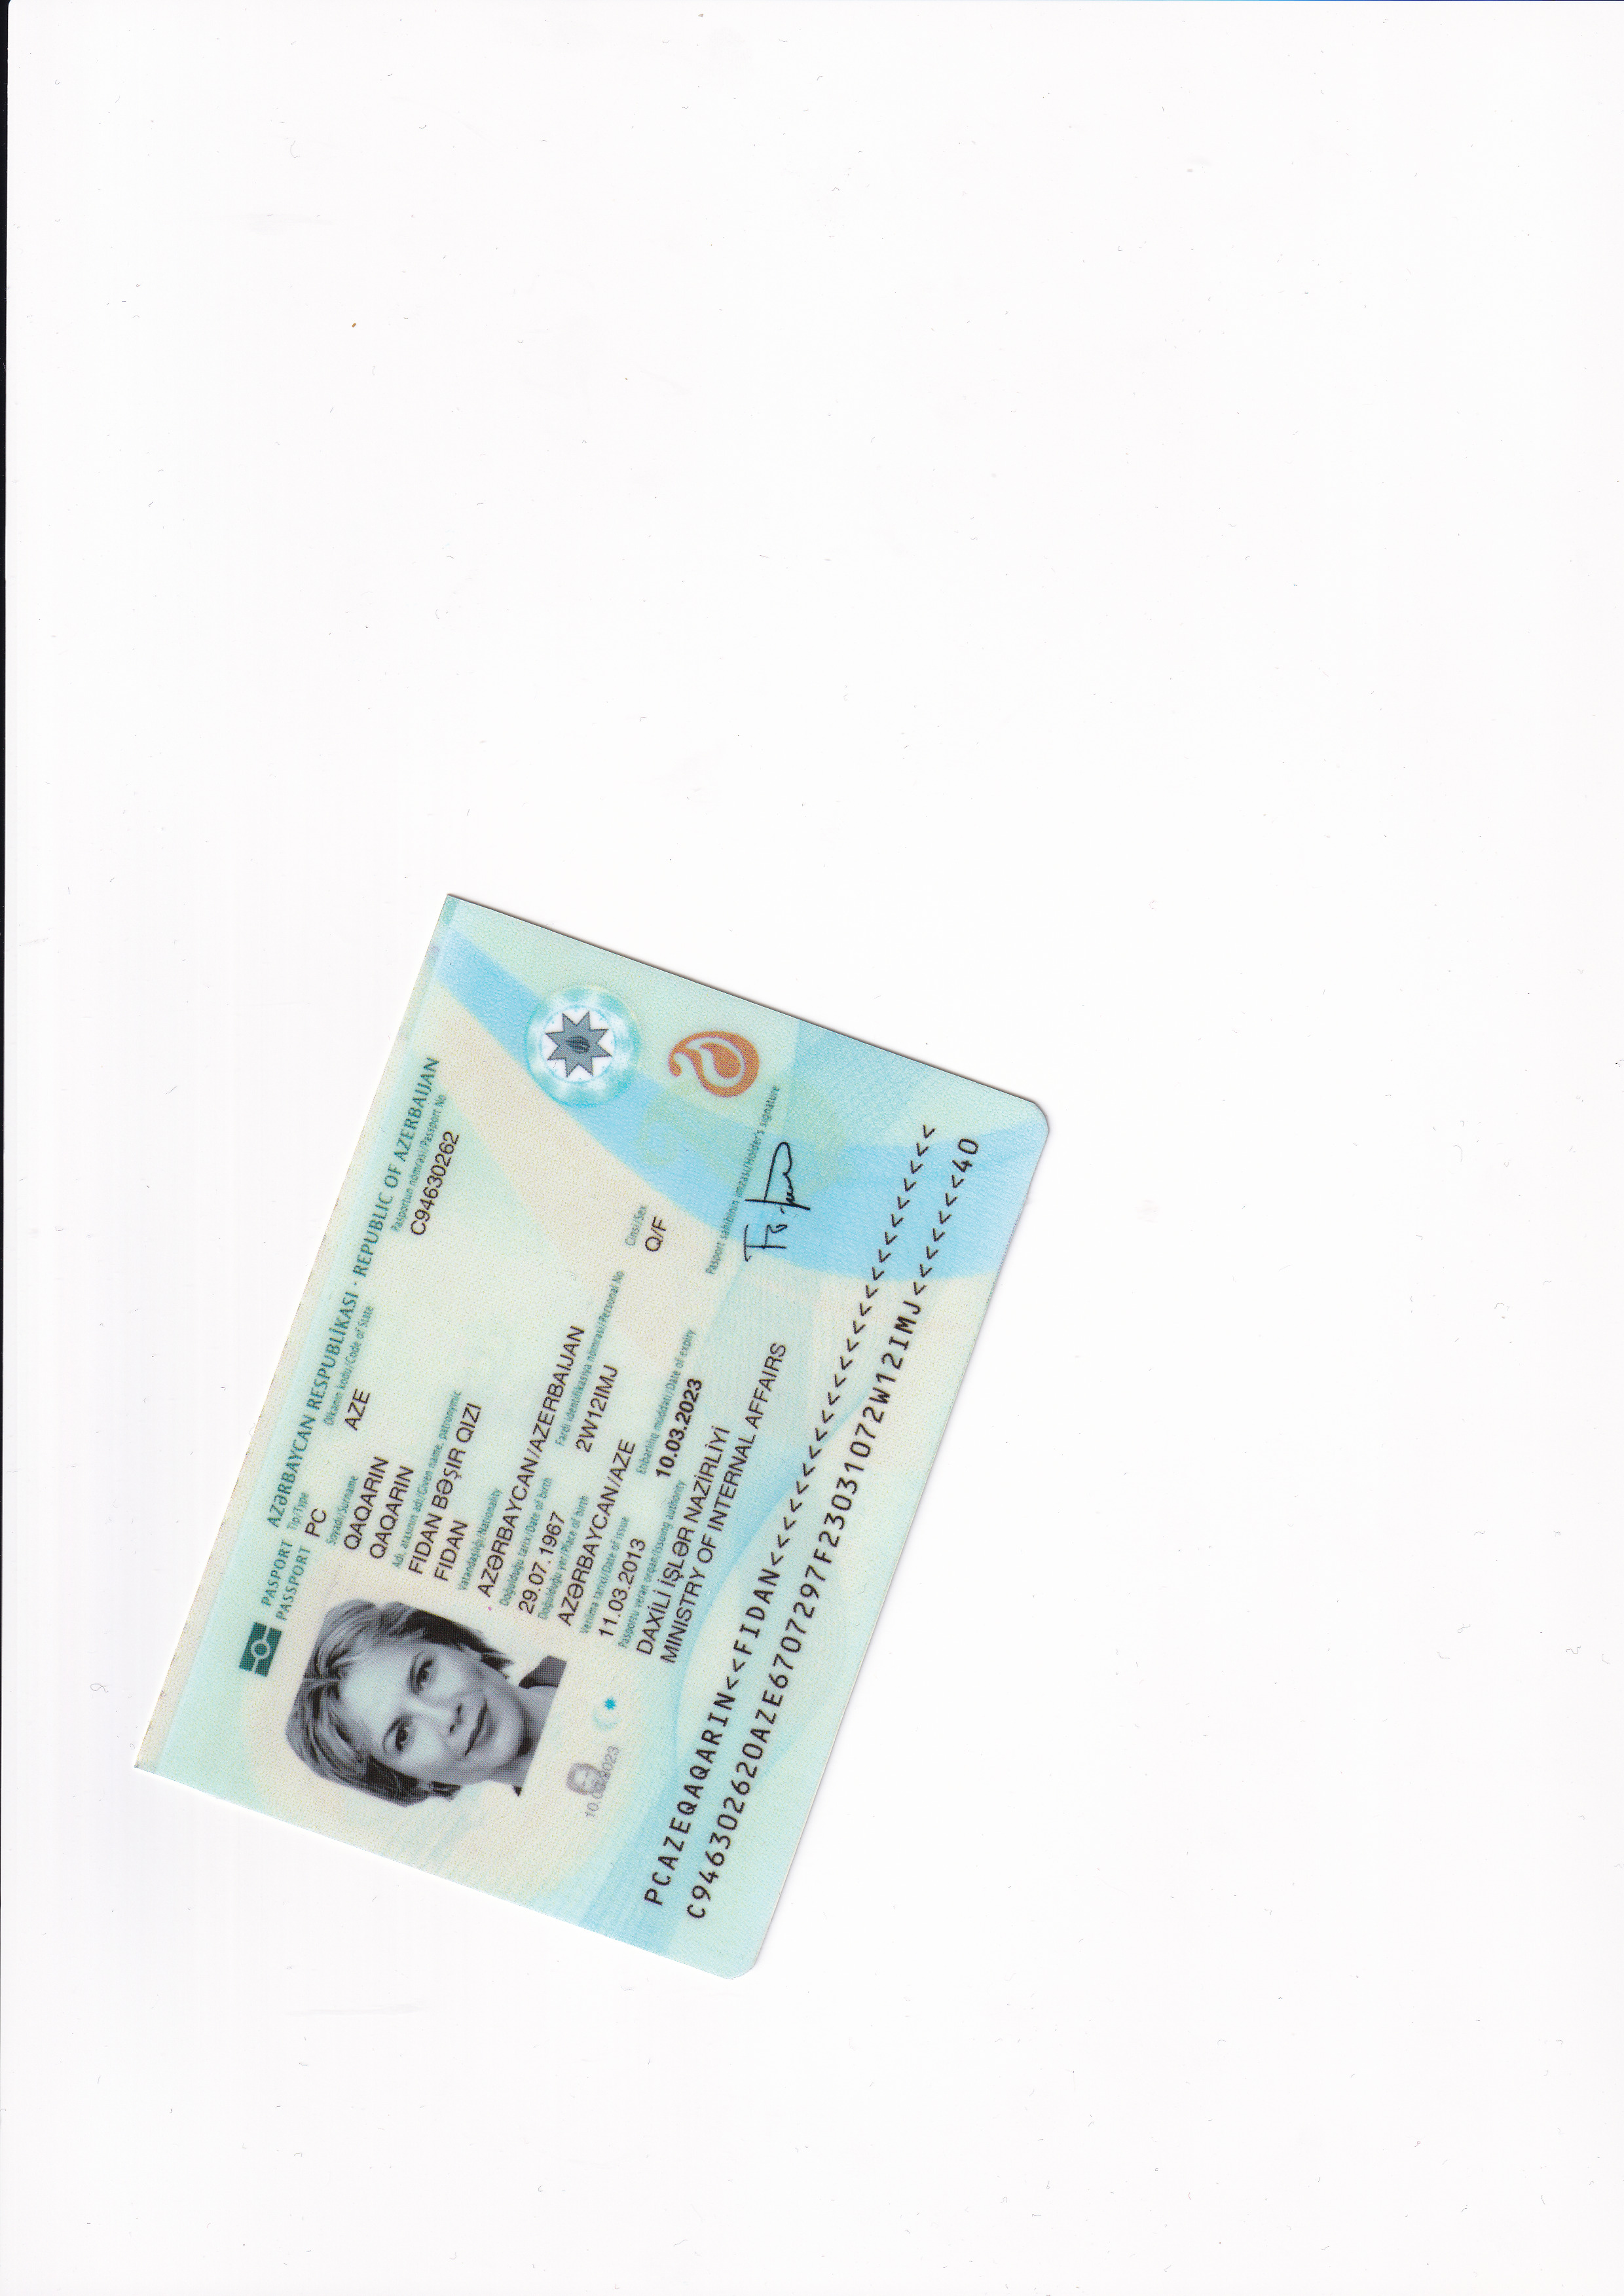 PASPORT AZƏRBAYCAN RESPUBLİKASI · REPUBLIC OF AZERBAIJAN
PASSPORT
Tip/Type
Ölkənin kodu/Code of State
Pasportun nömrəsi/Passport No
PC
AZE
C94630262
Soyadı/Surname
QAQARIN
QAQARIN
Adı, atasının adı/Given name, patronymic
FIDAN BƏŞIR QIZI
FIDAN
Vətəndaşlığı/Nationality
AZƏRBAYCAN/AZERBAIJAN
Doğulduğu tarix/Date of birth
Fərdi identifikasiya nömrəsi/Personal No
29.07.1967
2W12IMJ
Doğulduğu yer/Place of birth
Cinsi/Sex
AZƏRBAYCAN/AZE
Q/F
Verilmə tarixi/Date of issue
Etibarlılıq müddəti/Date of expiry
11.03.2013
10.03.2023
Pasportu verən orqan/Issuing authority
Pasport sahibinin imzası/Holder's signature
DAXİLİ İŞLƏR NAZİRLİYİ
MINISTRY OF INTERNAL AFFAIRS
PCAZEQAQARIN<<FIDAN<<<<<<<<<<<<<<<<<<<<<<<<<
C946302620AZE6707297F23031072W12IMJ<<<<<<<40